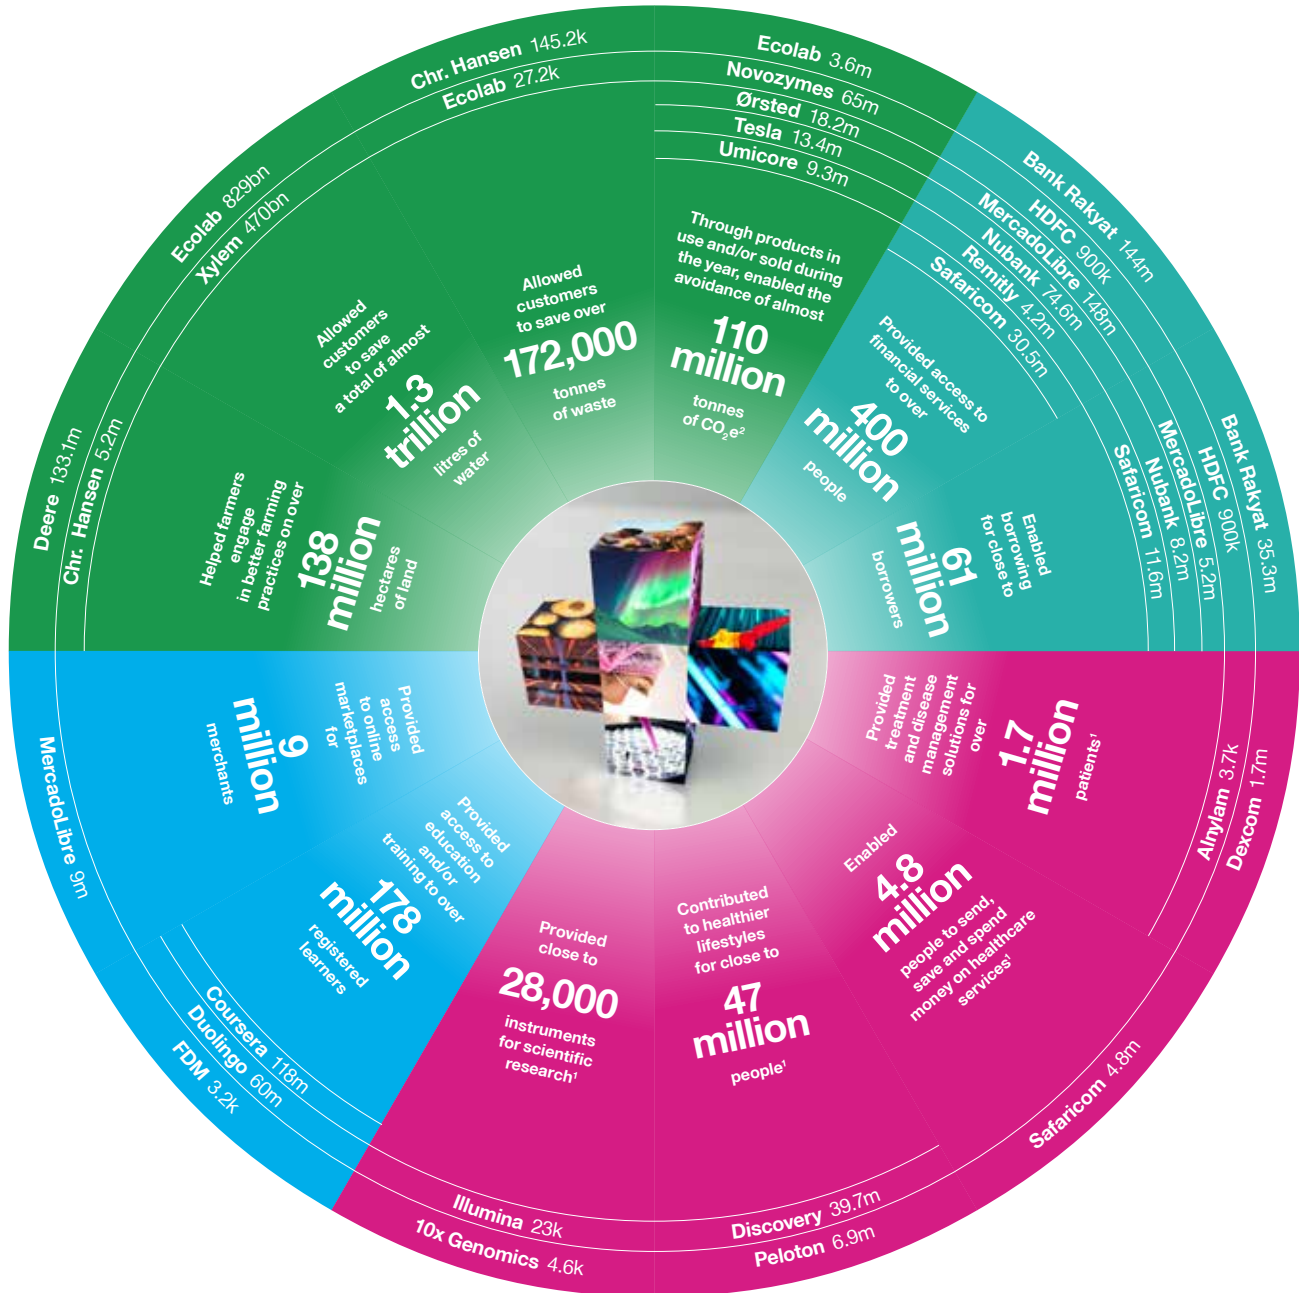 Ecolab 3.6m
Novozymes 65m
Ørsted 18.2m
Tesla 13.4m
Umicore 9.3m
Through products in
use and/or sold during
the year, enabled the
avoidance of almost
110
million
tonnes
of CO₂e²
Bank Rakyat 144m
HDFC 900k
MercadoLibre 148m
Nubank 74.6m
Remitly 4.2m
Safaricom 30.5m
Provided access to
financial services
to over
400
million
people
Bank Rakyat 35.3m
HDFC 900k
MercadoLibre 5.2m
Nubank 8.2m
Safaricom 11.6m
Enabled
borrowing
for close to
61
million
borrowers
Provided
treatment
and disease
management
solutions for
over
1.7
million
patients¹
Alnylam 3.7k
Dexcom 1.7m
Enabled
4.8
million
people to send,
save and spend
money on healthcare
services¹
Safaricom 4.8m
Contributed
to healthier
lifestyles
for close to
47
million
people¹
Discovery 39.7m
Peloton 6.9m
Provided
close to
28,000
instruments
for scientific
research¹
Illumina 23k
10x Genomics 4.6k
Provided
access to
education
and/or
training to over
178
million
registered
learners
Coursera 118m
Duolingo 60m
FDM 3.2k
Provided
access
to online
marketplaces
for
9
million
merchants
MercadoLibre 9m
Deere 133.1m
Chr. Hansen 5.2m
Helped farmers
engage
in better farming
practices on over
138
million
hectares
of land
Ecolab 829bn
Xylem 470bn
Allowed
customers
to save
a total of almost
1.3
trillion
litres of
water
Chr. Hansen 145.2k
Ecolab 27.2k
Allowed
customers
to save over
172,000
tonnes
of waste